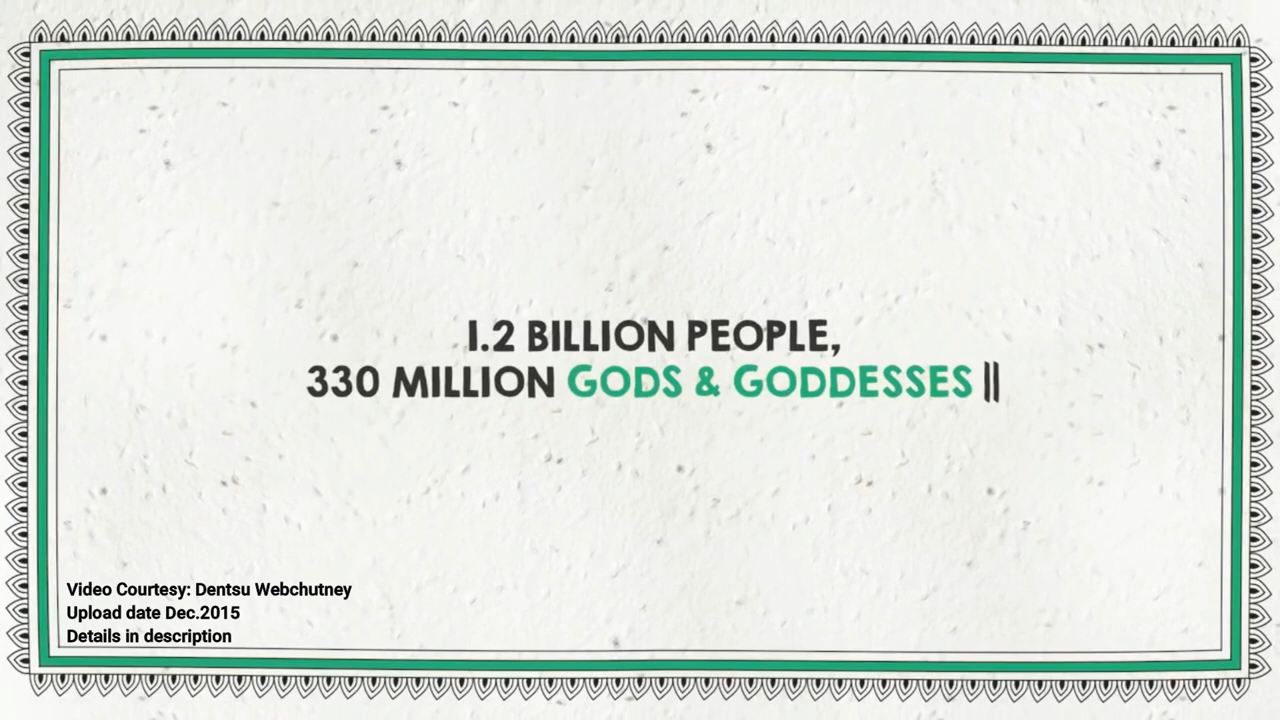 1.2 BILLION PEOPLE,
330 MILLION GODS & GODDESSES ||
Video Courtesy: Dentsu Webchutney
Upload date Dec.2015
Details in description